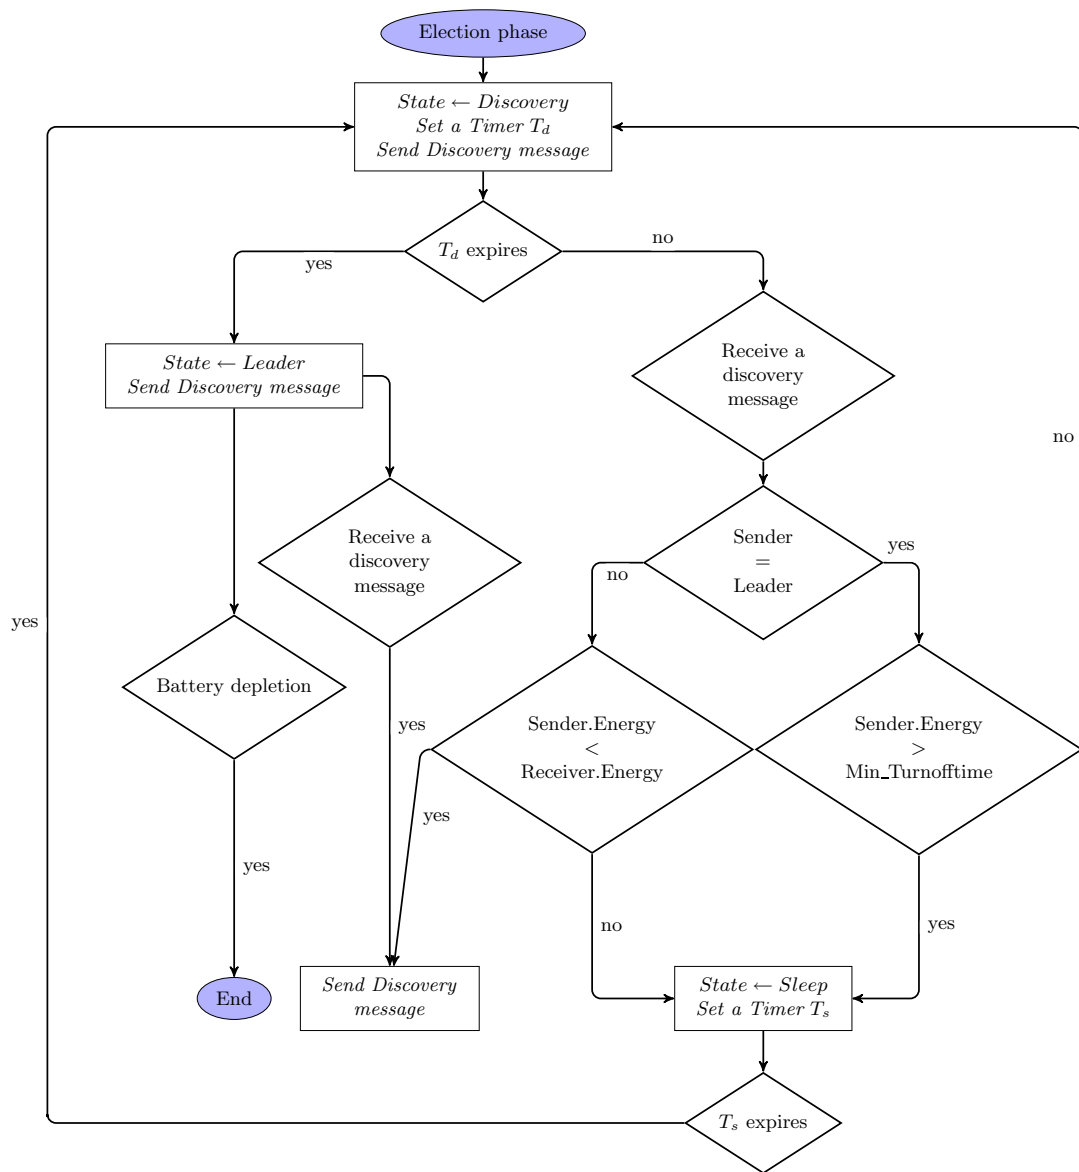 Election phase
State ← Discovery
Set a Timer T_d
Send Discovery message
T_d expires
yes
no
State ← Leader
Send Discovery message
Receive a
discovery
message
no
Receive a
discovery
message
Sender
=
Leader
no
yes
yes
Battery depletion
yes
Sender.Energy
<
Receiver.Energy
Sender.Energy
>
Min_Turnofftime
yes
yes
no
yes
End
Send Discovery
message
State ← Sleep
Set a Timer T_s
T_s expires